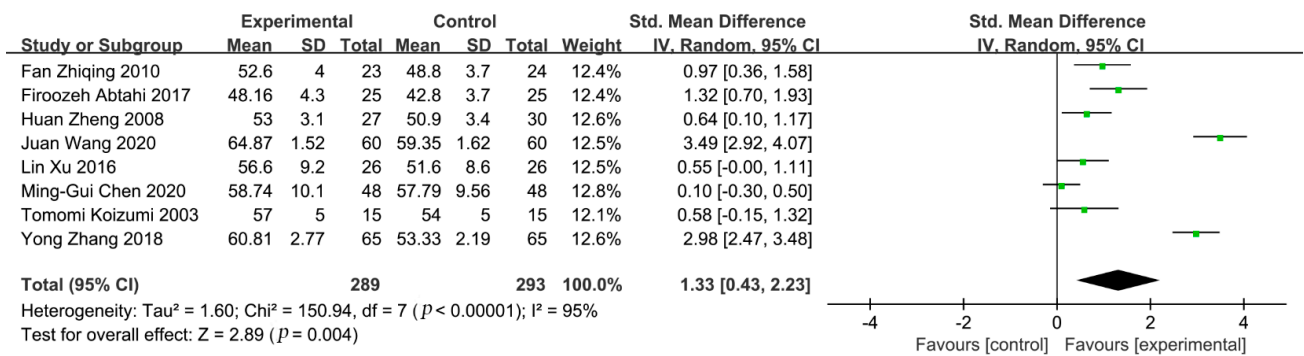 Experimental Control Std. Mean Difference Std. Mean Difference
Study or Subgroup Mean SD Total Mean SD Total Weight IV, Random, 95% CI IV, Random, 95% CI
Fan Zhiqing 2010 52.6 4 23 48.8 3.7 24 12.4% 0.97 [0.36, 1.58]
Firoozeh Abtahi 2017 48.16 4.3 25 42.8 3.7 25 12.4% 1.32 [0.70, 1.93]
Huan Zheng 2008 53 3.1 27 50.9 3.4 30 12.6% 0.64 [0.10, 1.17]
Juan Wang 2020 64.87 1.52 60 59.35 1.62 60 12.5% 3.49 [2.92, 4.07]
Lin Xu 2016 56.6 9.2 26 51.6 8.6 26 12.6% 0.55 [-0.00, 1.11]
Ming-Gui Chen 2020 58.74 10.1 48 57.79 9.56 48 12.8% 0.10 [-0.30, 0.50]
Tomomi Koizumi 2003 57 5 15 54 5 15 12.1% 0.58 [-0.15, 1.32]
Yong Zhang 2018 60.81 2.77 65 53.33 2.19 65 12.6% 2.98 [2.47, 3.48]
Total (95% CI) 289 293 100.0% 1.33 [0.43, 2.23]
Heterogeneity: Tau² = 1.60; Chi² = 150.94, df = 7 (p < 0.00001); I² = 95%
Test for overall effect: Z = 2.89 (p = 0.004)
-4 -2 0 2 4
Favours [control] Favours [experimental]